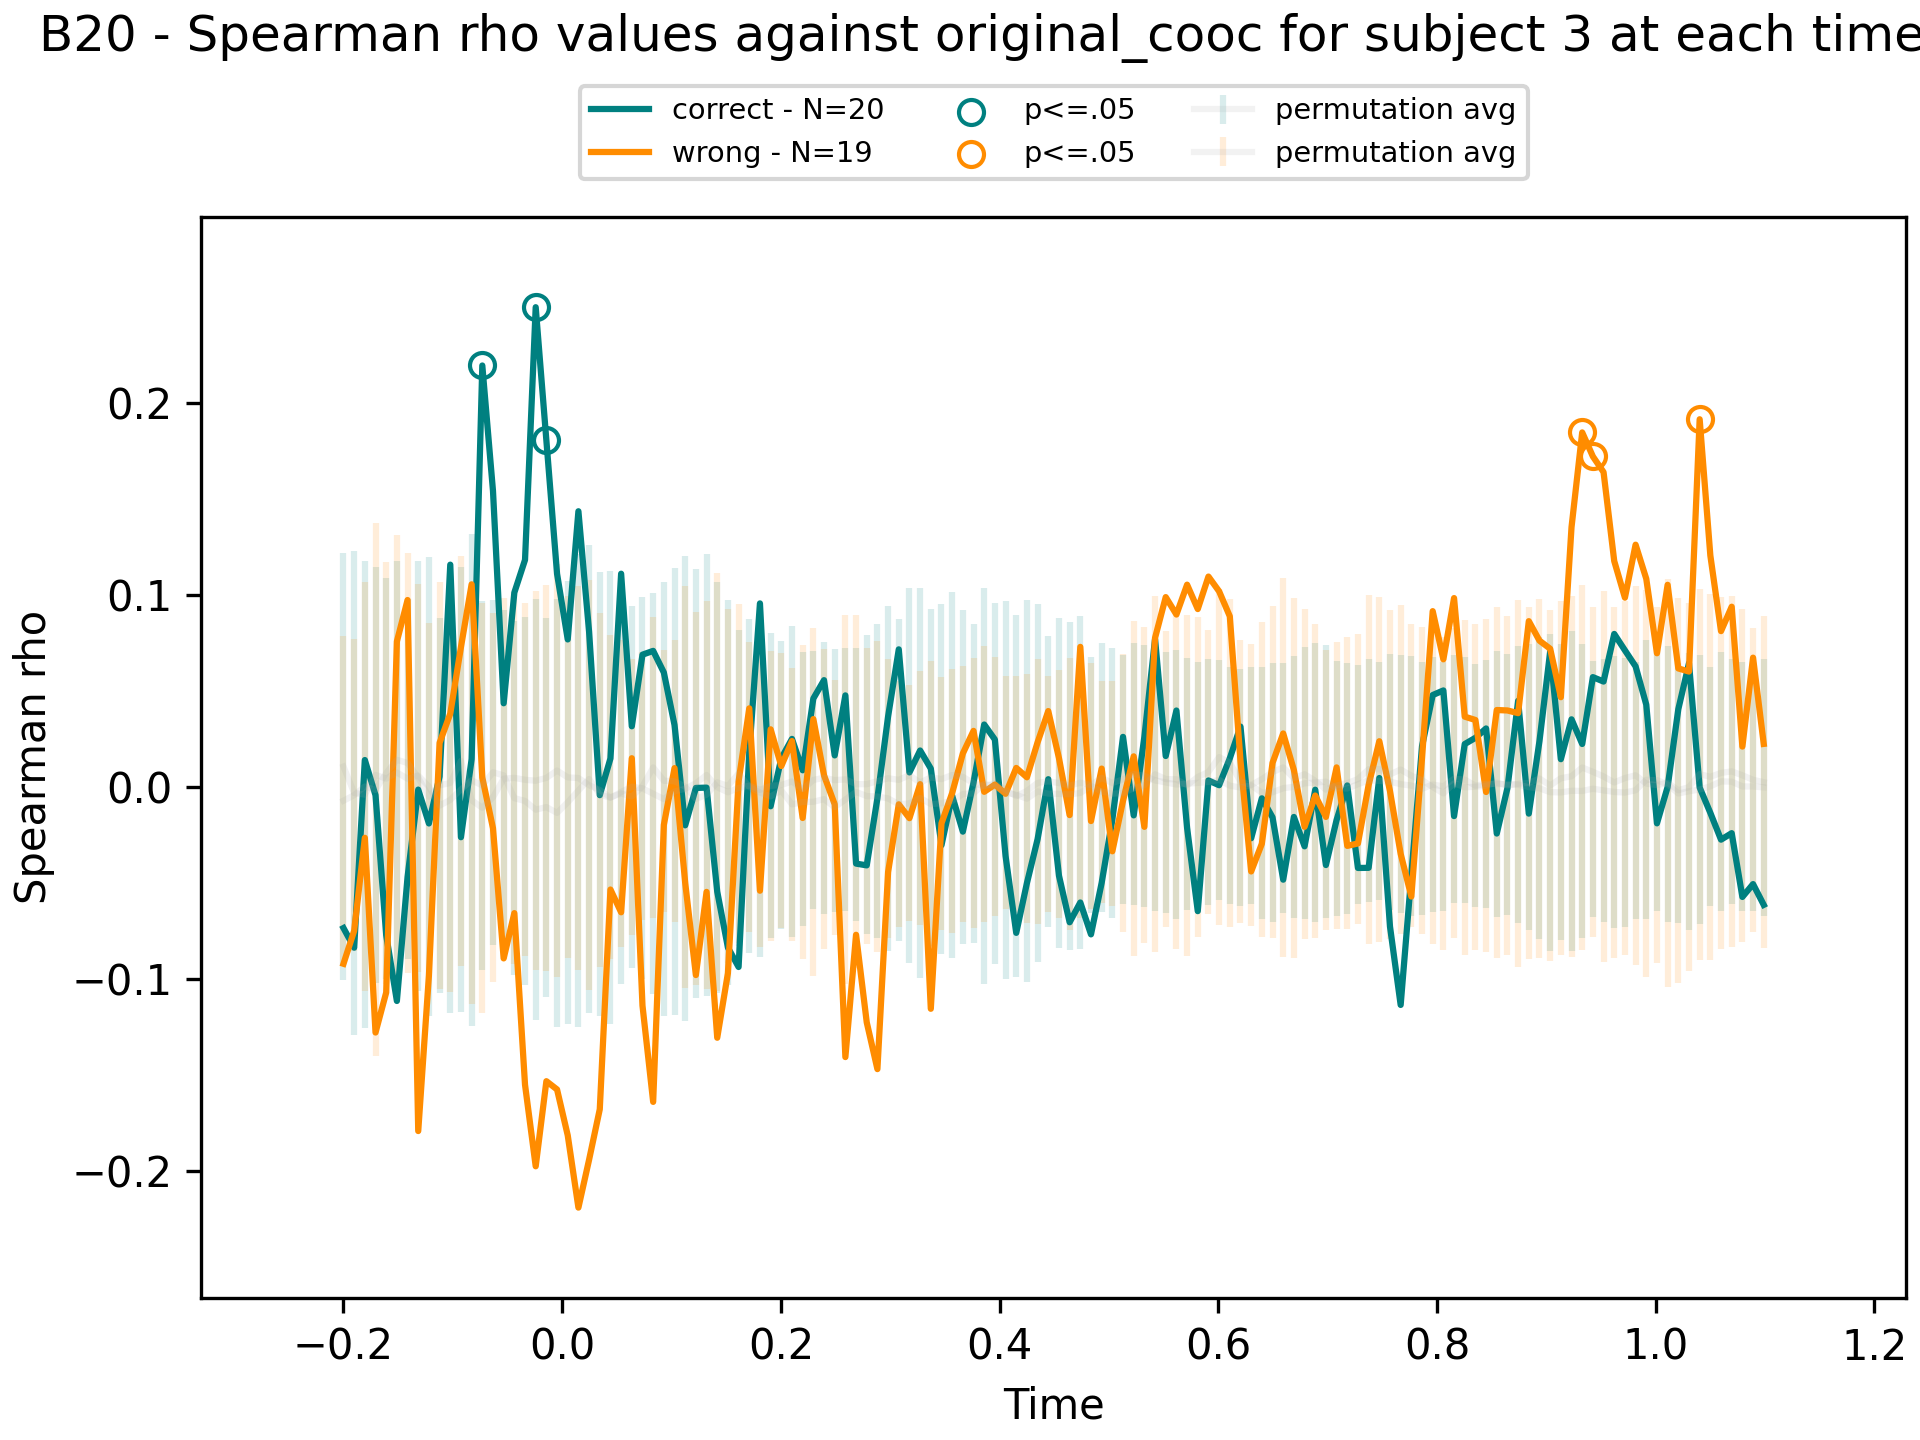 B20 - Spearman rho values against original_cooc for subject 3 at each time
correct - N=20
wrong - N=19
p<=.05
p<=.05
permutation avg
permutation avg
Spearman rho
0.2
0.1
0.0
−0.1
−0.2
−0.2
0.0
0.2
0.4
0.6
0.8
1.0
1.2
Time